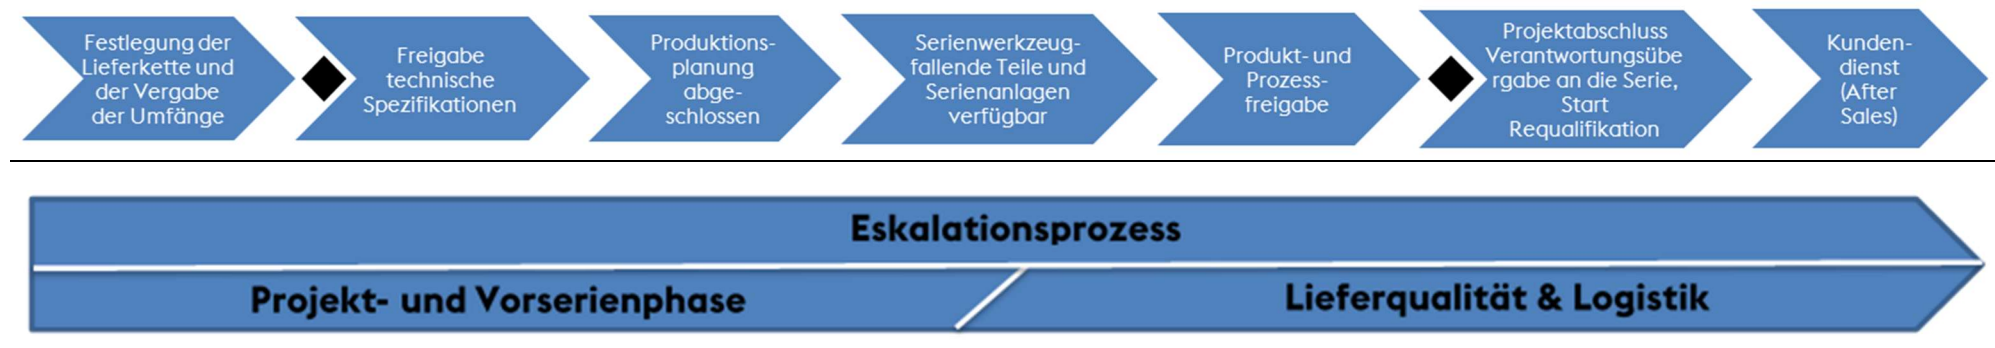 Festlegung der
Lieferkette und
der Vergabe
der Umfänge
Freigabe
technische
Spezifikationen
Produktions-
planung
abge-
schlossen
Serienwerkzeug-
fallende Teile und
Serienanlagen
verfügbar
Produkt- und
Prozess-
freigabe
Projektabschluss
Verantwortungsübe
rgabe an die Serie,
Start
Requalifikation
Kunden-
dienst
(After
Sales)
Eskalationsprozess
Projekt- und Vorserienphase
Lieferqualität & Logistik